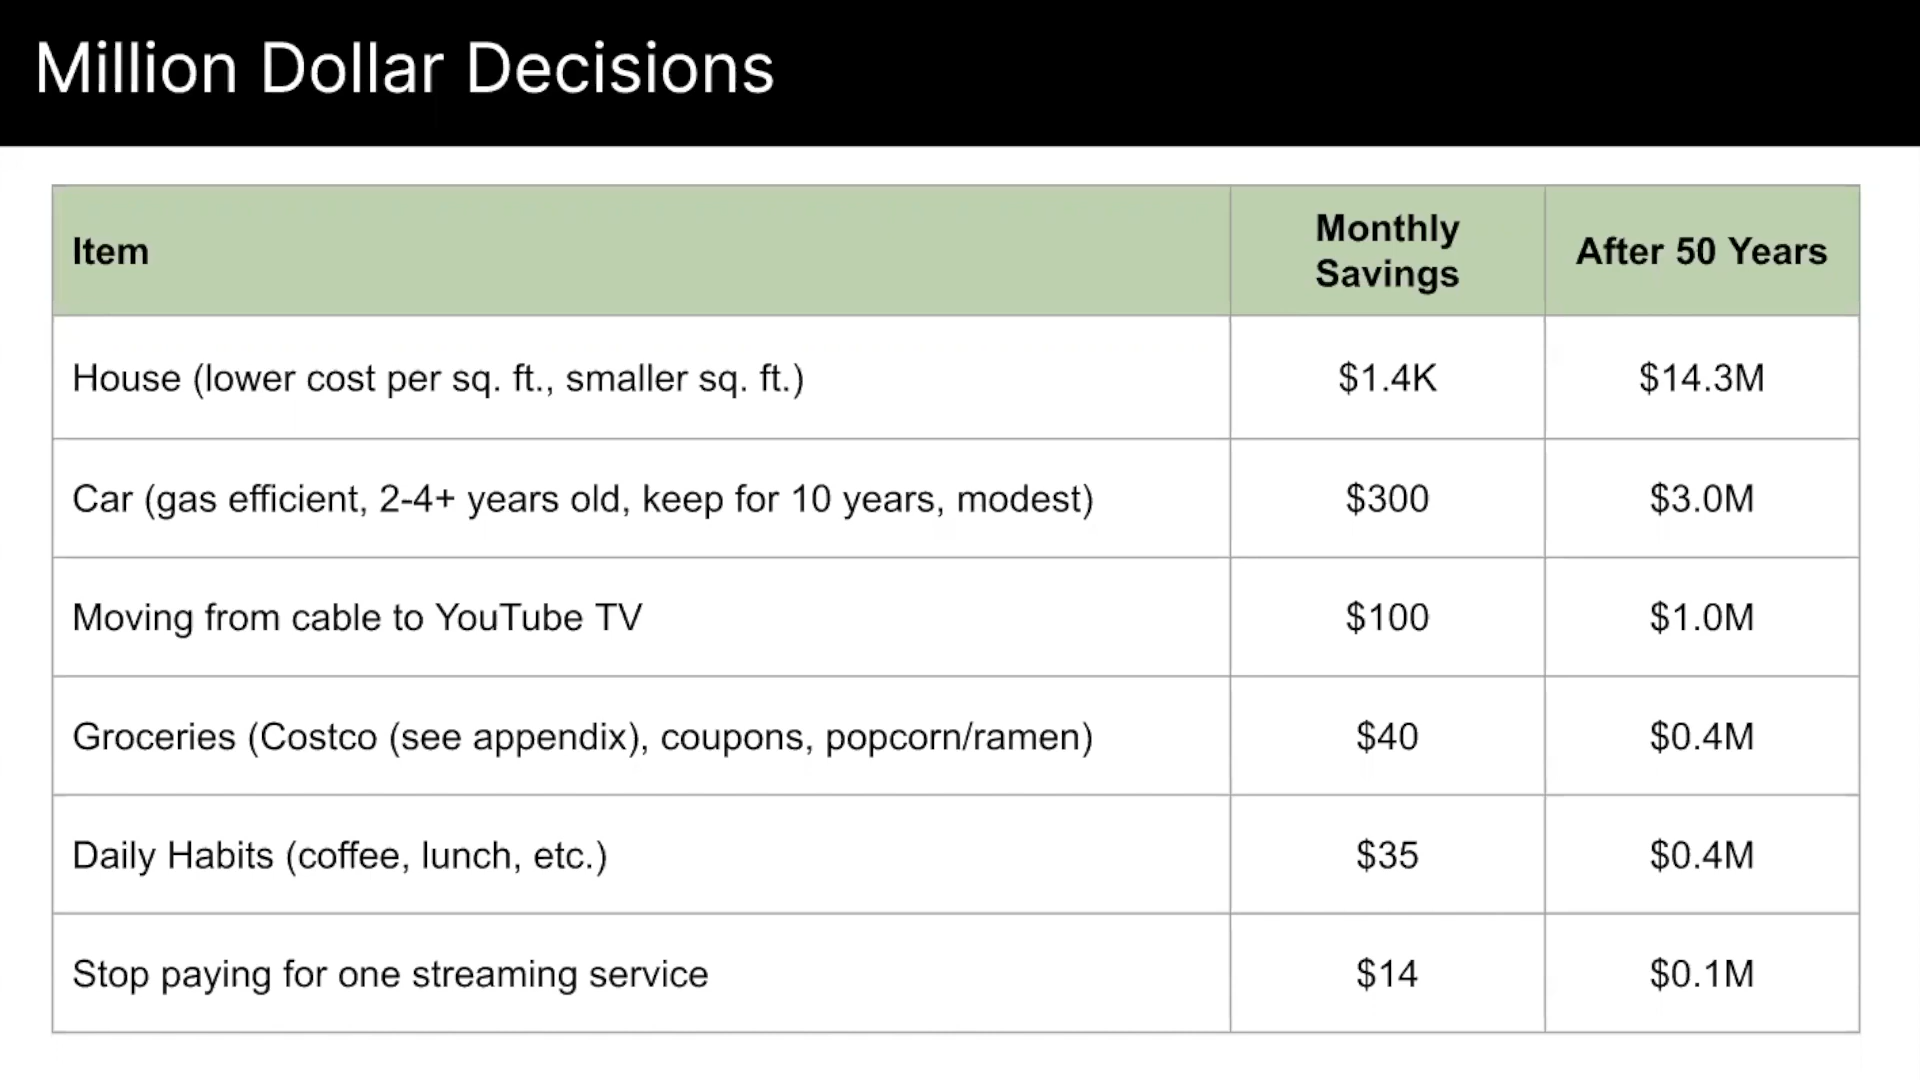 Million Dollar Decisions
Item
Monthly
Savings
After 50 Years
House (lower cost per sq. ft., smaller sq. ft.)
$1.4K
$14.3M
Car (gas efficient, 2-4+ years old, keep for 10 years, modest)
$300
$3.0M
Moving from cable to YouTube TV
$100
$1.0M
Groceries (Costco (see appendix), coupons, popcorn/ramen)
$40
$0.4M
Daily Habits (coffee, lunch, etc.)
$35
$0.4M
Stop paying for one streaming service
$14
$0.1M